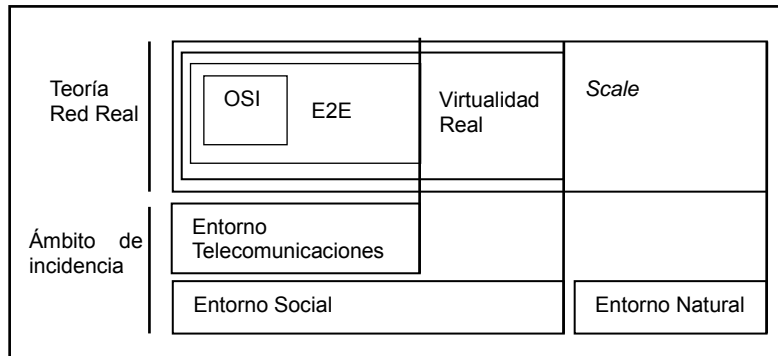 Teoría
Red Real
OSI
E2E
Virtualidad
Real
Scale
Ámbito de
incidencia
Entorno
Telecomunicaciones
Entorno Social
Entorno Natural